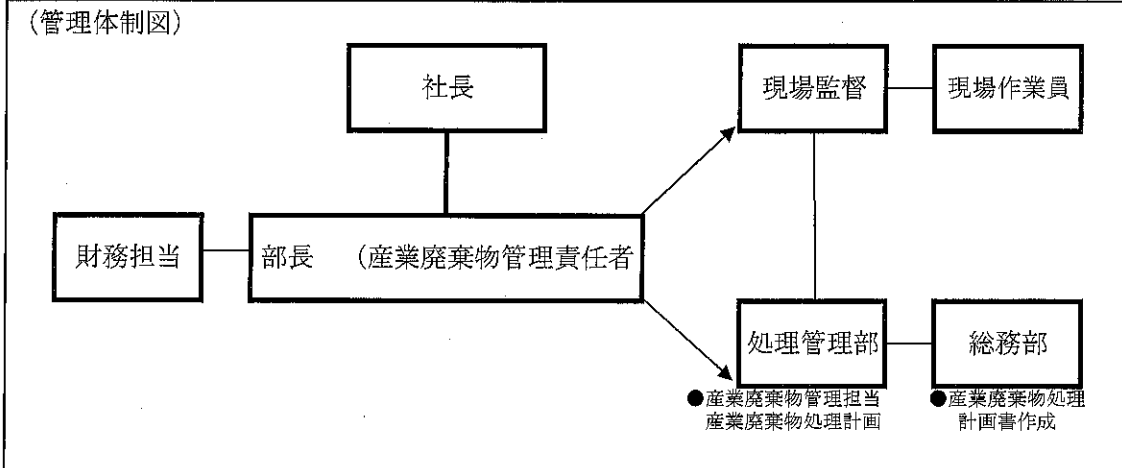 (管理体制図)
社長
現場監督
現場作業員
財務担当
部長 (産業廃棄物管理責任者
処理管理部
総務部
●産業廃棄物管理担当
産業廃棄物処理計画
●産業廃棄物処理
計画書作成